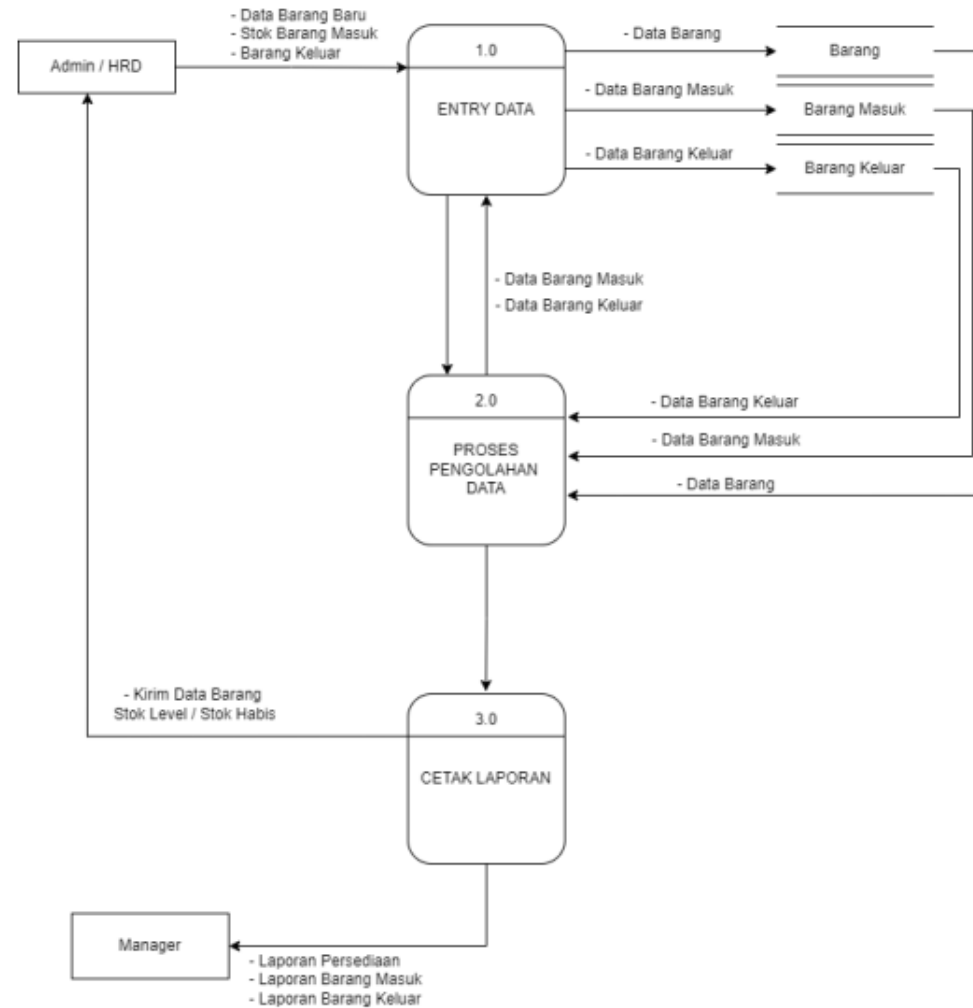 - Data Barang Baru
- Stok Barang Masuk
- Barang Keluar
Admin / HRD
1.0
ENTRY DATA
- Data Barang
Barang
- Data Barang Masuk
Barang Masuk
- Data Barang Keluar
Barang Keluar
- Data Barang Masuk
- Data Barang Keluar
2.0
PROSES
PENGOLAHAN
DATA
- Data Barang Keluar
- Data Barang Masuk
- Data Barang
- Kirim Data Barang
Stok Level / Stok Habis
3.0
CETAK LAPORAN
Manager
- Laporan Persediaan
- Laporan Barang Masuk
- Laporan Barang Keluar